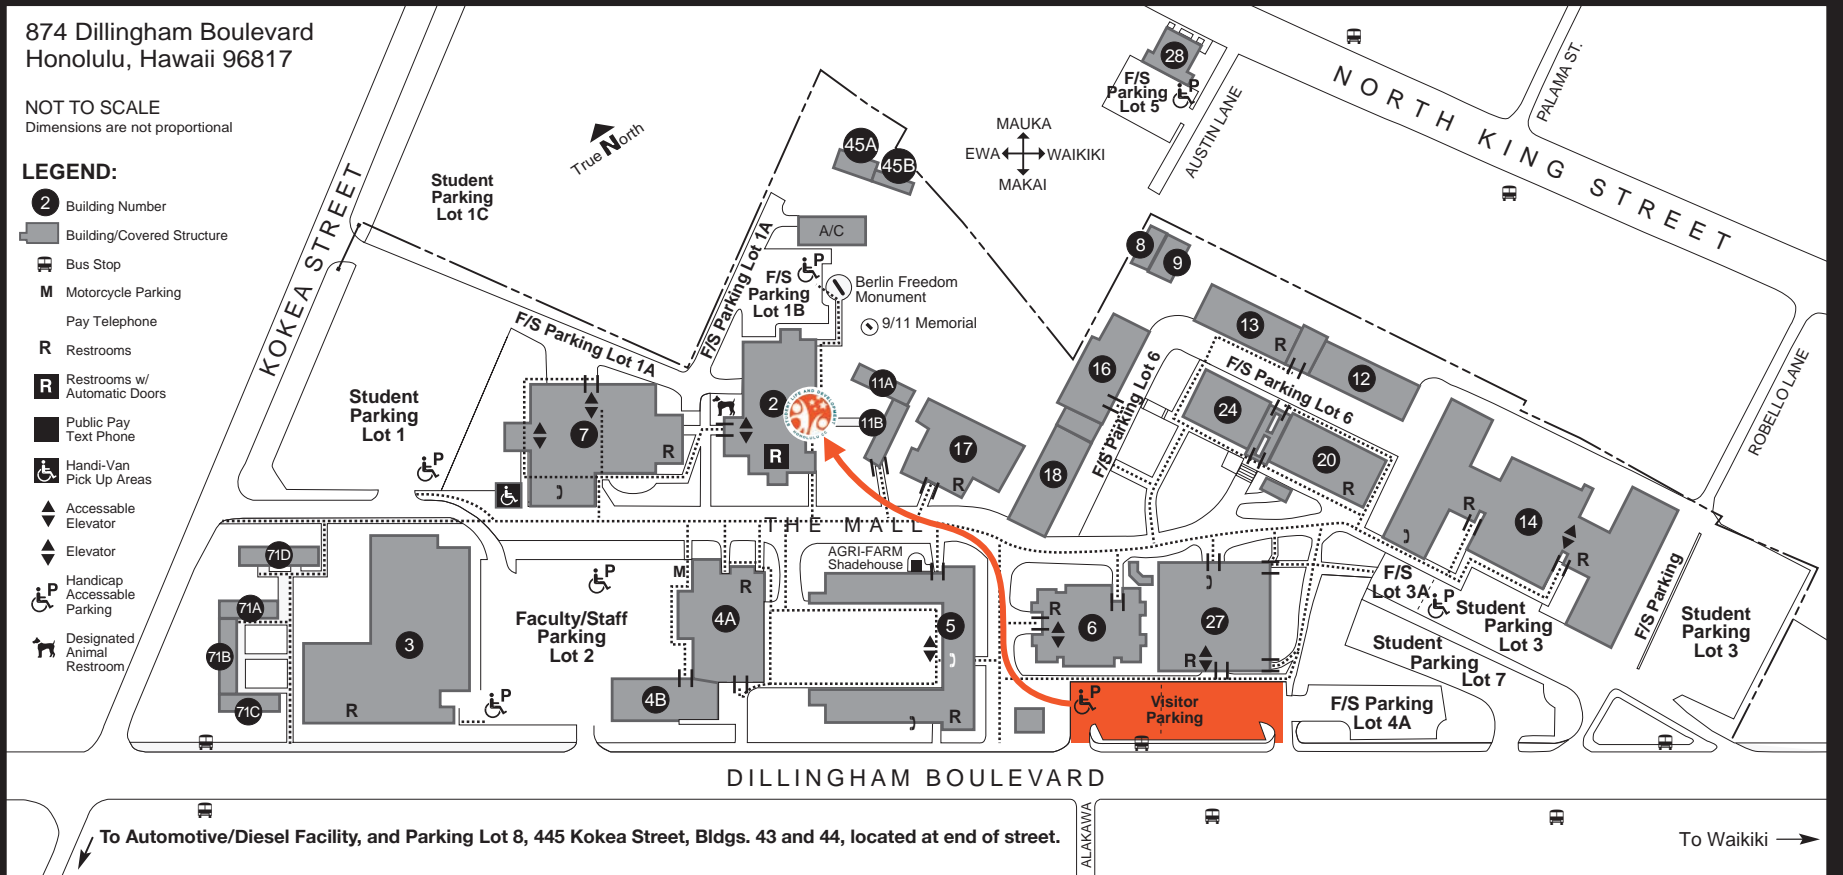 874 Dillingham Boulevard
Honolulu, Hawaii 96817
NOT TO SCALE
Dimensions are not proportional
LEGEND:
2 Building Number
Building/Covered Structure
Bus Stop
M Motorcycle Parking
Pay Telephone
R Restrooms
R Restrooms w/
Automatic Doors
Public Pay
Text Phone
Handi-Van
Pick Up Areas
Accessable
Elevator
Elevator
P Handicap
Accessable
Parking
Designated
Animal
Restroom
KOKEA STREET
True North
MAUKA
EWA WAIKIKI
MAKAI
NORTH KING STREET
PALAMA ST.
AUSTIN LANE
ROBELLO LANE
28
F/S
Parking
Lot 5
P
Student
Parking
Lot 1C
45A
45B
A/C
F/S Parking Lot 1A
P
F/S
Parking
Lot 1B
Berlin Freedom
Monument
9/11 Memorial
8
9
F/S Parking Lot 1A
13
R
12
F/S Parking Lot 6
16
F/S Parking Lot 6
18
24
20
R
Student
Parking
Lot 1
P
7
R
2
R
11A
11B
17
R
14
R
R
THE MALL
AGRI-FARM
Shadehouse
71D
71A
71B
71C
3
R
P
Faculty/Staff
Parking
Lot 2
P
M
4A
R
4B
5
R
R
6
27
R
F/S
Lot 3A
P
Student
Parking
Lot 3
F/S Parking
Student
Parking
Lot 3
Student
Parking
Lot 7
P
Visitor
Parking
F/S Parking
Lot 4A
DILLINGHAM BOULEVARD
ALAKAWA
To Automotive/Diesel Facility, and Parking Lot 8, 445 Kokea Street, Bldgs. 43 and 44, located at end of street.
To Waikiki